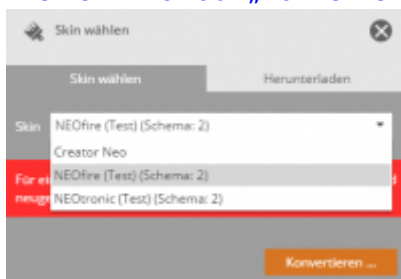 Skin wählen
Skin wählen Herunterladen
Skin NEOfire (Test) (Schema: 2)
Creator Neo
Für ei NEOfire (Test) (Schema: 2) d
neuge NEOtronic (Test) (Schema: 2)
Konvertieren ...